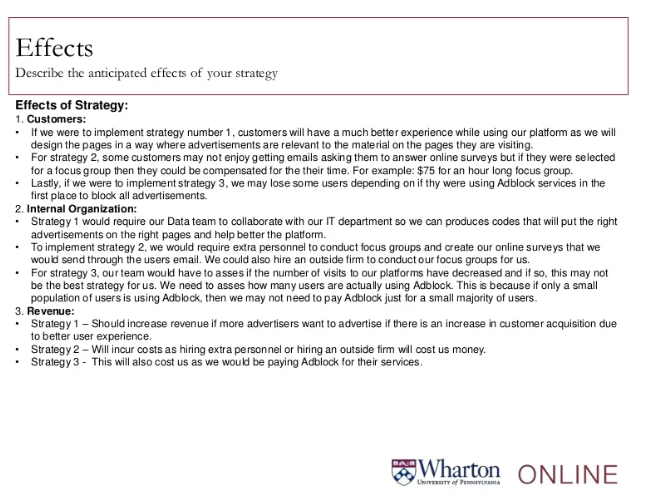 Effects
Describe the anticipated effects of your strategy
Effects of Strategy:
1. Customers:
• If we were to implement strategy number 1, customers will have a much better experience while using our platform as we will
design the pages in a way where advertisements are relevant to the material on the pages they are visiting.
• For strategy 2, some customers may not enjoy getting emails asking them to answer online surveys but if they were selected
for a focus group then they could be compensated for the their time. For example: $75 for an hour long focus group.
• Lastly, if we were to implement strategy 3, we may lose some users depending on if thy were using Adblock services in the
first place to block all advertisements.
2. Internal Organization:
• Strategy 1 would require our Data team to collaborate with our IT department so we can produces codes that will put the right
advertisements on the right pages and help better the platform.
• To implement strategy 2, we would require extra personnel to conduct focus groups and create our online surveys that we
would send through the users email. We could also hire an outside firm to conduct our focus groups for us.
• For strategy 3, our team would have to asses if the number of visits to our platforms have decreased and if so, this may not
be the best strategy for us. We need to asses how many users are actually using Adblock. This is because if only a small
population of users is using Adblock, then we may not need to pay Adblock just for a small majority of users.
3. Revenue:
• Strategy 1 – Should increase revenue if more advertisers want to advertise if there is an increase in customer acquisition due
to better user experience.
• Strategy 2 – Will incur costs as hiring extra personnel or hiring an outside firm will cost us money.
• Strategy 3 - This will also cost us as we would be paying Adblock for their services.
Wharton ONLINE
UNIVERSITY of PENNSYLVANIA